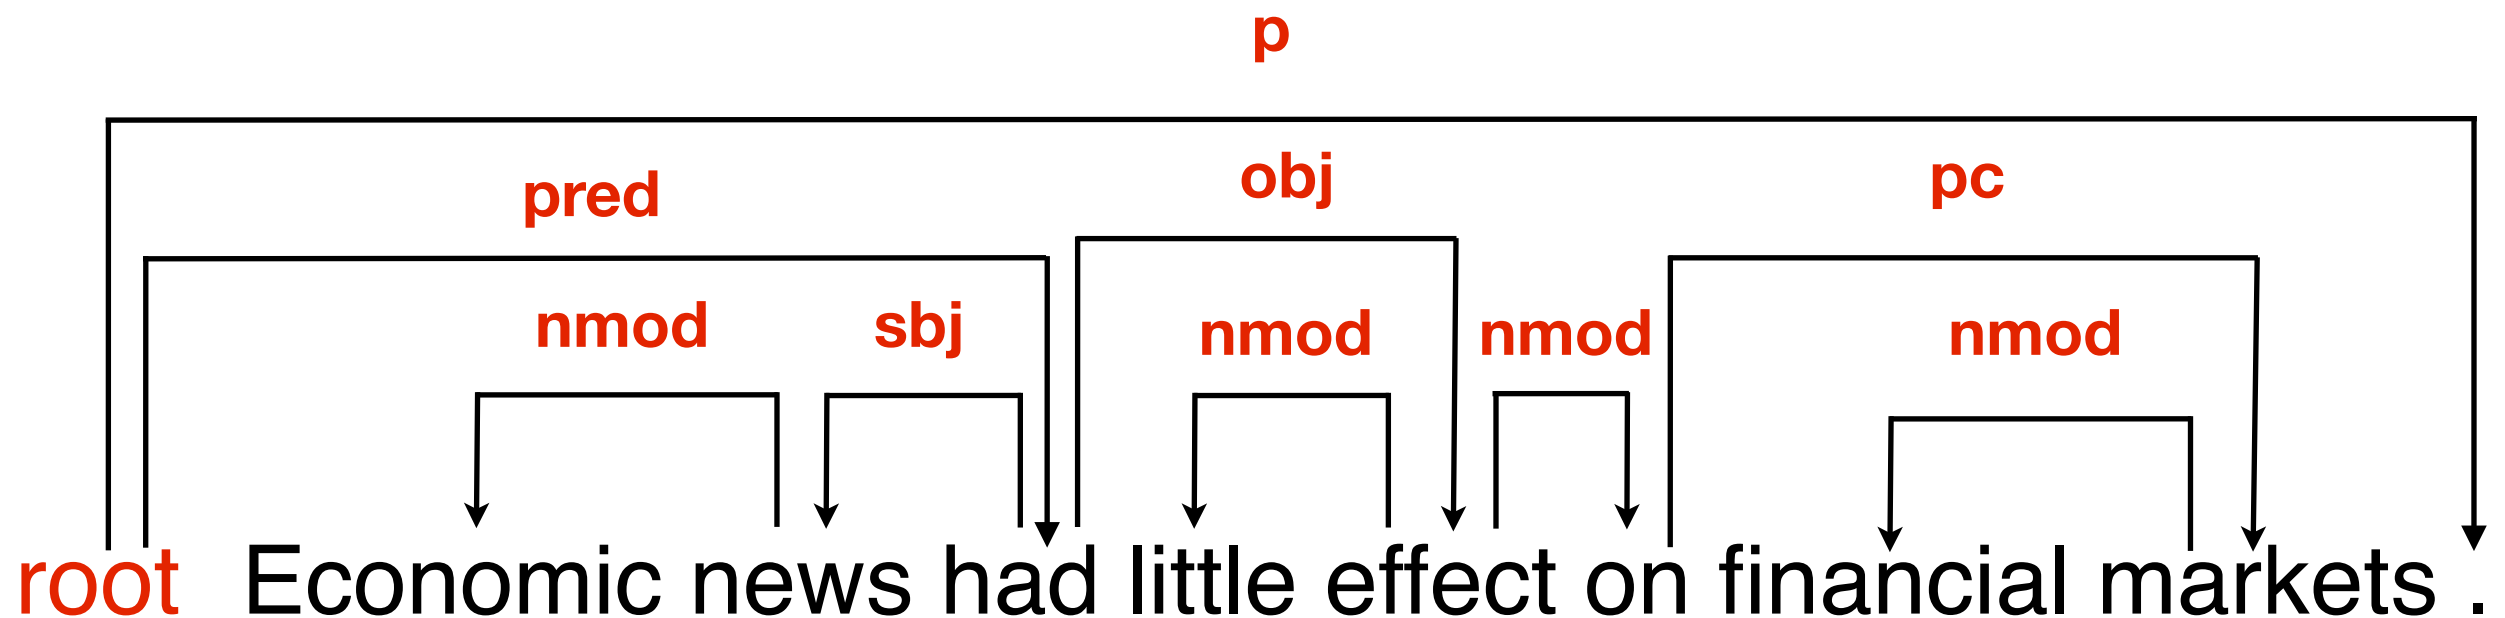 p
pred obj pc
nmod sbj nmod nmod nmod
root Economic news had little effect on financial markets .